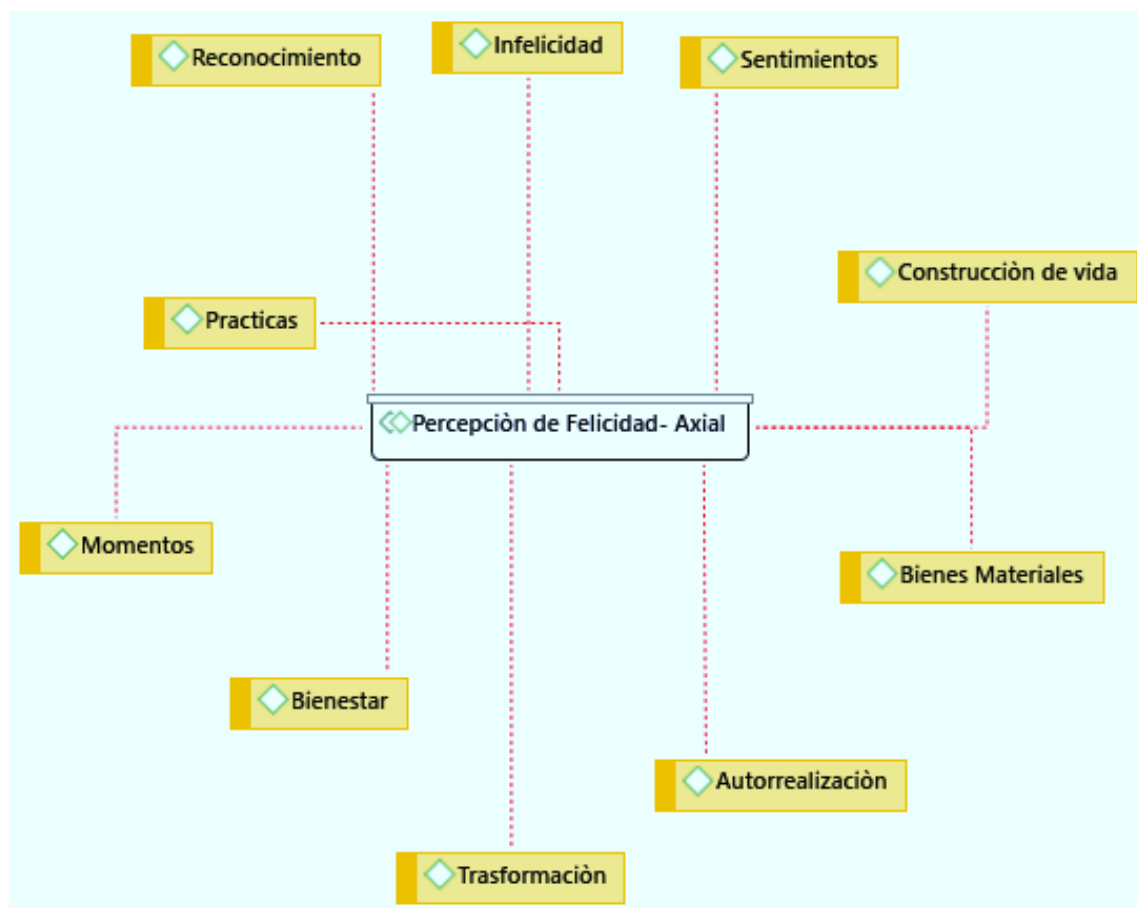 Reconocimiento
Infelicidad
Sentimientos
Construcciòn de vida
Practicas
Percepciòn de Felicidad- Axial
Momentos
Bienes Materiales
Bienestar
Autorrealizaciòn
Trasformaciòn